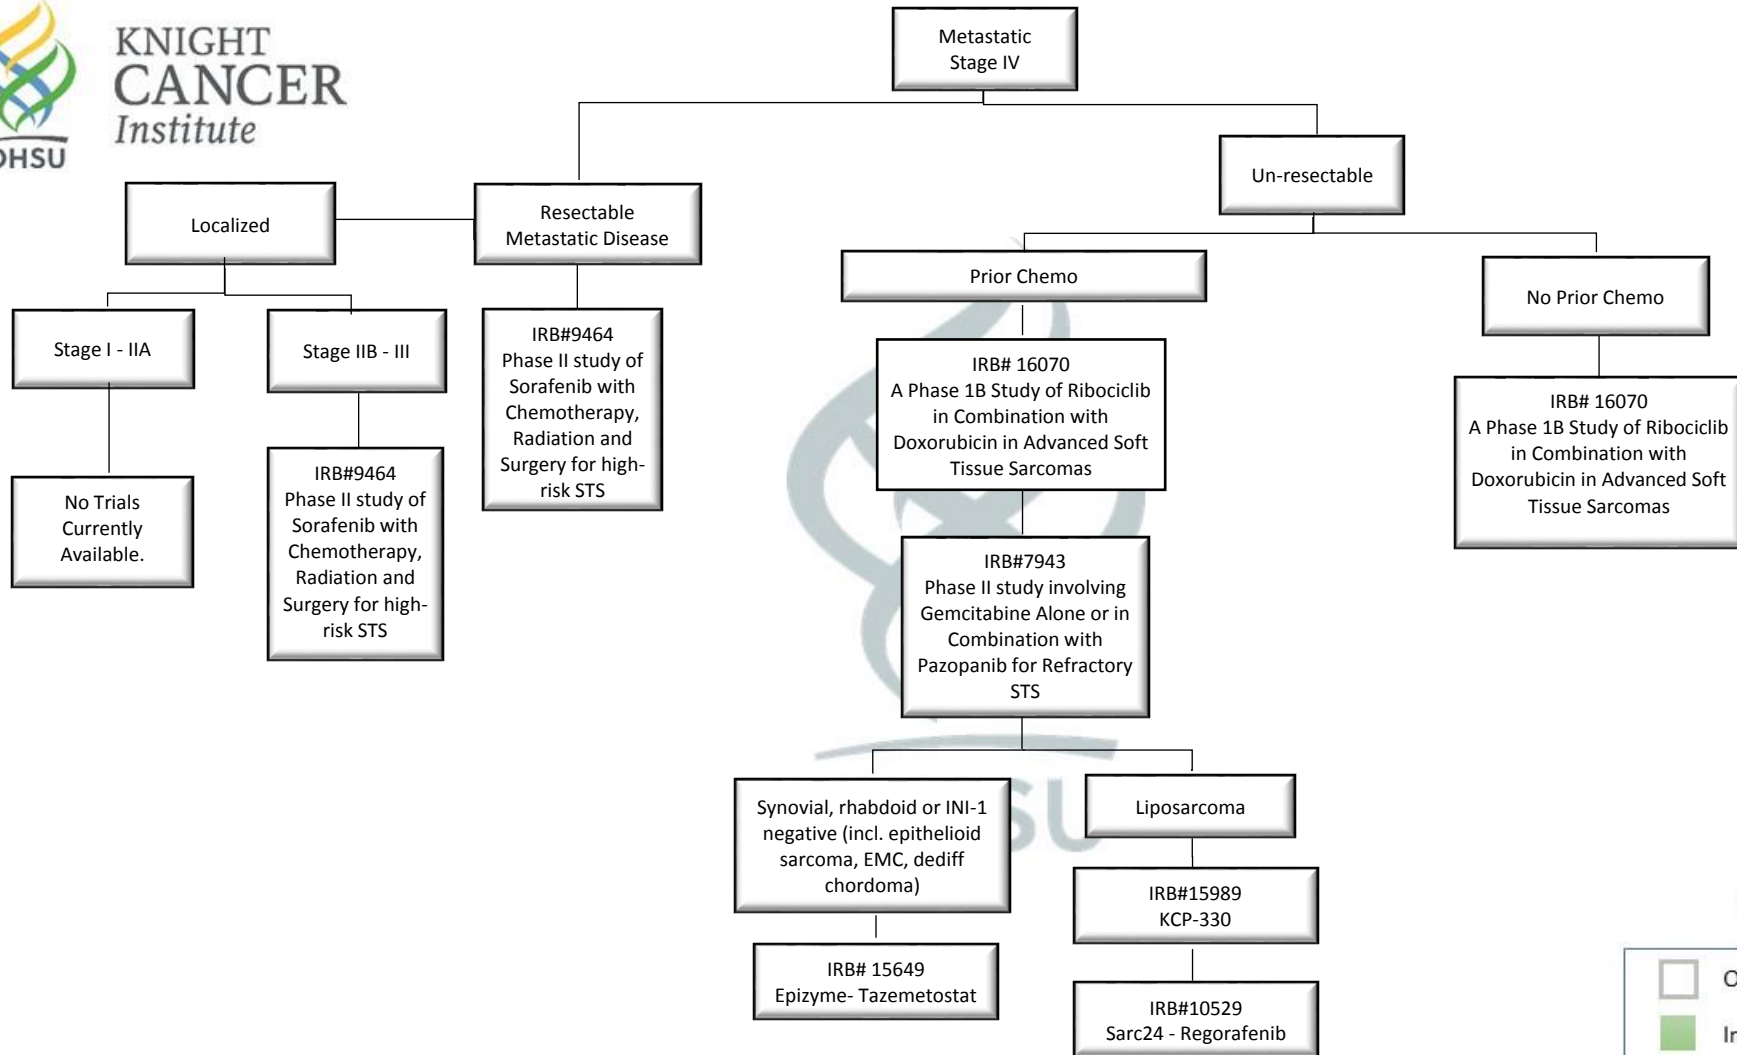 KNIGHT
CANCER
Institute
OHSU
Metastatic
Stage IV
Un-resectable
Localized
Resectable
Metastatic Disease
Prior Chemo
No Prior Chemo
Stage I - IIA
Stage IIB - III
IRB#9464
Phase II study of
Sorafenib with
Chemotherapy,
Radiation and
Surgery for high-
risk STS
IRB# 16070
A Phase 1B Study of Ribociclib
in Combination with
Doxorubicin in Advanced Soft
Tissue Sarcomas
IRB# 16070
A Phase 1B Study of Ribociclib
in Combination with
Doxorubicin in Advanced Soft
Tissue Sarcomas
No Trials
Currently
Available.
IRB#9464
Phase II study of
Sorafenib with
Chemotherapy,
Radiation and
Surgery for high-
risk STS
IRB#7943
Phase II study involving
Gemcitabine Alone or in
Combination with
Pazopanib for Refractory
STS
Synovial, rhabdoid or INI-1
negative (incl. epithelioid
sarcoma, EMC, dediff
chordoma)
Liposarcoma
IRB#15989
KCP-330
IRB# 15649
Epizyme- Tazemetostat
IRB#10529
Sarc24 - Regorafenib